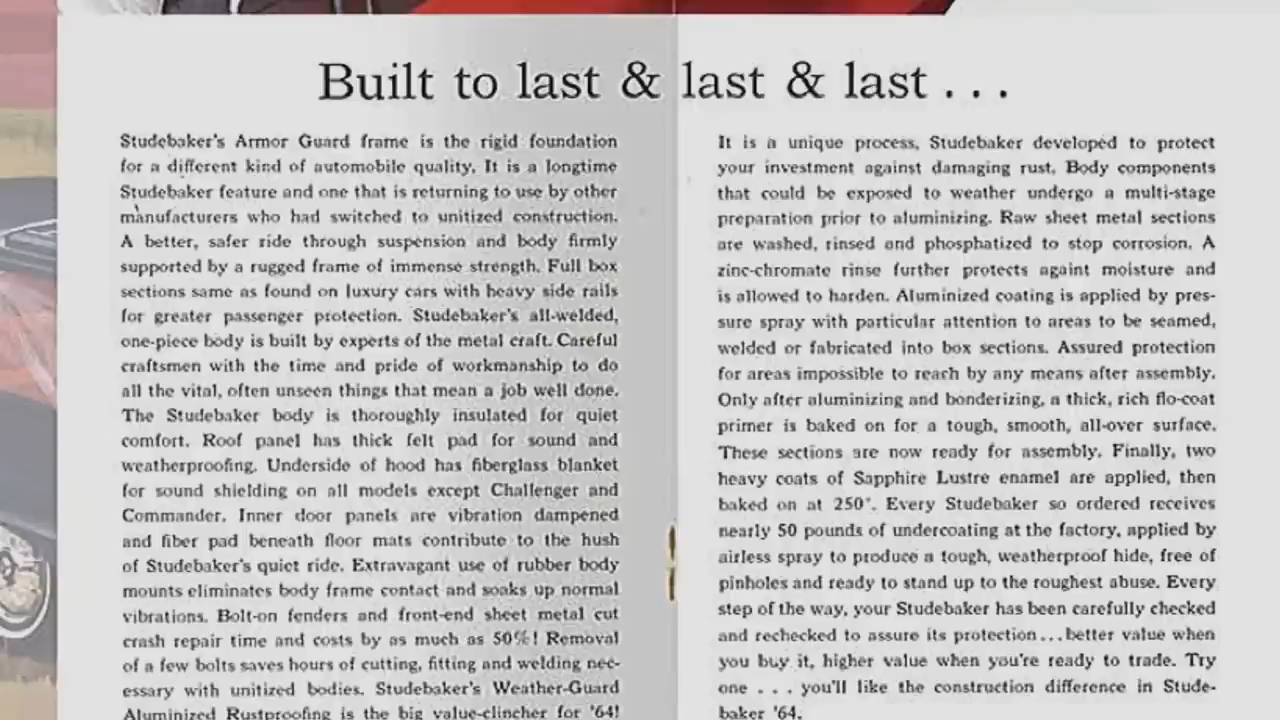 Built to last & last & last . . .
Studebaker's Armor Guard frame is the rigid foundation
for a different kind of automobile quality. It is a longtime
Studebaker feature and one that is returning to use by other
manufacturers who had switched to unitized construction.
A better, safer ride through suspension and body firmly
supported by a rugged frame of immense strength. Full box
sections same as found on luxury cars with heavy side rails
for greater passenger protection. Studebaker's all-welded,
one-piece body is built by experts of the metal craft. Careful
craftsmen with the time and pride of workmanship to do
all the vital, often unseen things that mean a job well done.
The Studebaker body is thoroughly insulated for quiet
comfort. Roof panel has thick felt pad for sound and
weatherproofing. Underside of hood has fiberglass blanket
for sound shielding on all models except Challenger and
Commander. Inner door panels are vibration dampened
and fiber pad beneath floor mats contribute to the hush
of Studebaker's quiet ride. Extravagant use of rubber body
mounts eliminates body frame contact and soaks up normal
vibrations. Bolt-on fenders and front-end sheet metal cut
crash repair time and costs by as much as 50%! Removal
of a few bolts saves hours of cutting, fitting and welding nec-
essary with unitized bodies. Studebaker's Weather-Guard
Aluminized Rustproofing is the big value-clincher for '64!
It is a unique process, Studebaker developed to protect
your investment against damaging rust. Body components
that could be exposed to weather undergo a multi-stage
preparation prior to aluminizing. Raw sheet metal sections
are washed, rinsed and phosphatized to stop corrosion. A
zinc-chromate rinse further protects againt moisture and
is allowed to harden. Aluminized coating is applied by pres-
sure spray with particular attention to areas to be seamed,
welded or fabricated into box sections. Assured protection
for areas impossible to reach by any means after assembly.
Only after aluminizing and bonderizing, a thick, rich flo-coat
primer is baked on for a tough, smooth, all-over surface.
These sections are now ready for assembly. Finally, two
heavy coats of Sapphire Lustre enamel are applied, then
baked on at 250°. Every Studebaker so ordered receives
nearly 50 pounds of undercoating at the factory, applied by
airless spray to produce a tough, weatherproof hide, free of
pinholes and ready to stand up to the roughest abuse. Every
step of the way, your Studebaker has been carefully checked
and rechecked to assure its protection...better value when
you buy it, higher value when you're ready to trade. Try
one . . . you'll like the construction difference in Stude-
baker '64.